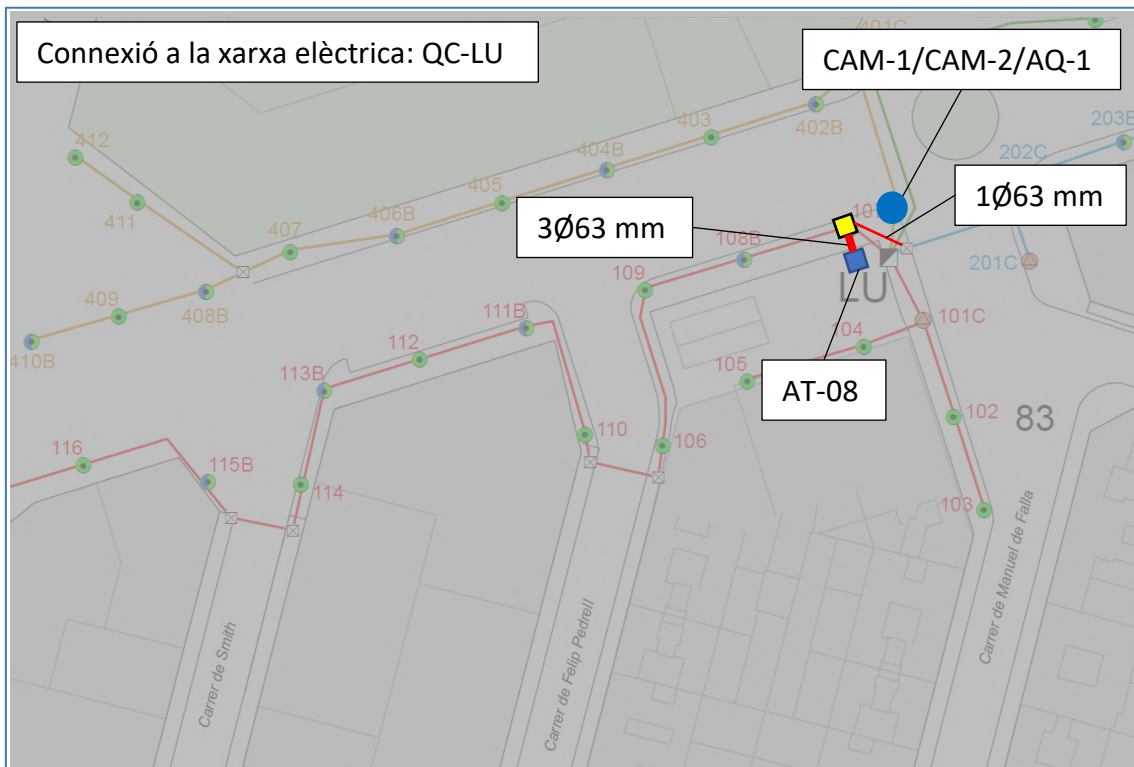 Connexió a la xarxa elèctrica: QC-LU
401C
CAM-1/CAM-2/AQ-1
412
403
402B
203B
404B
202C
411
405
3Ø63 mm
1Ø63 mm
406B
407
108B
201C
409
408B
109
LU
410B
111B
101C
112
104
105
AT-08
113B
102
83
110
106
116
115B
114
103
Carrer de Smith
Carrer de Felip Pedrell
Carrer de Manuel de Falla